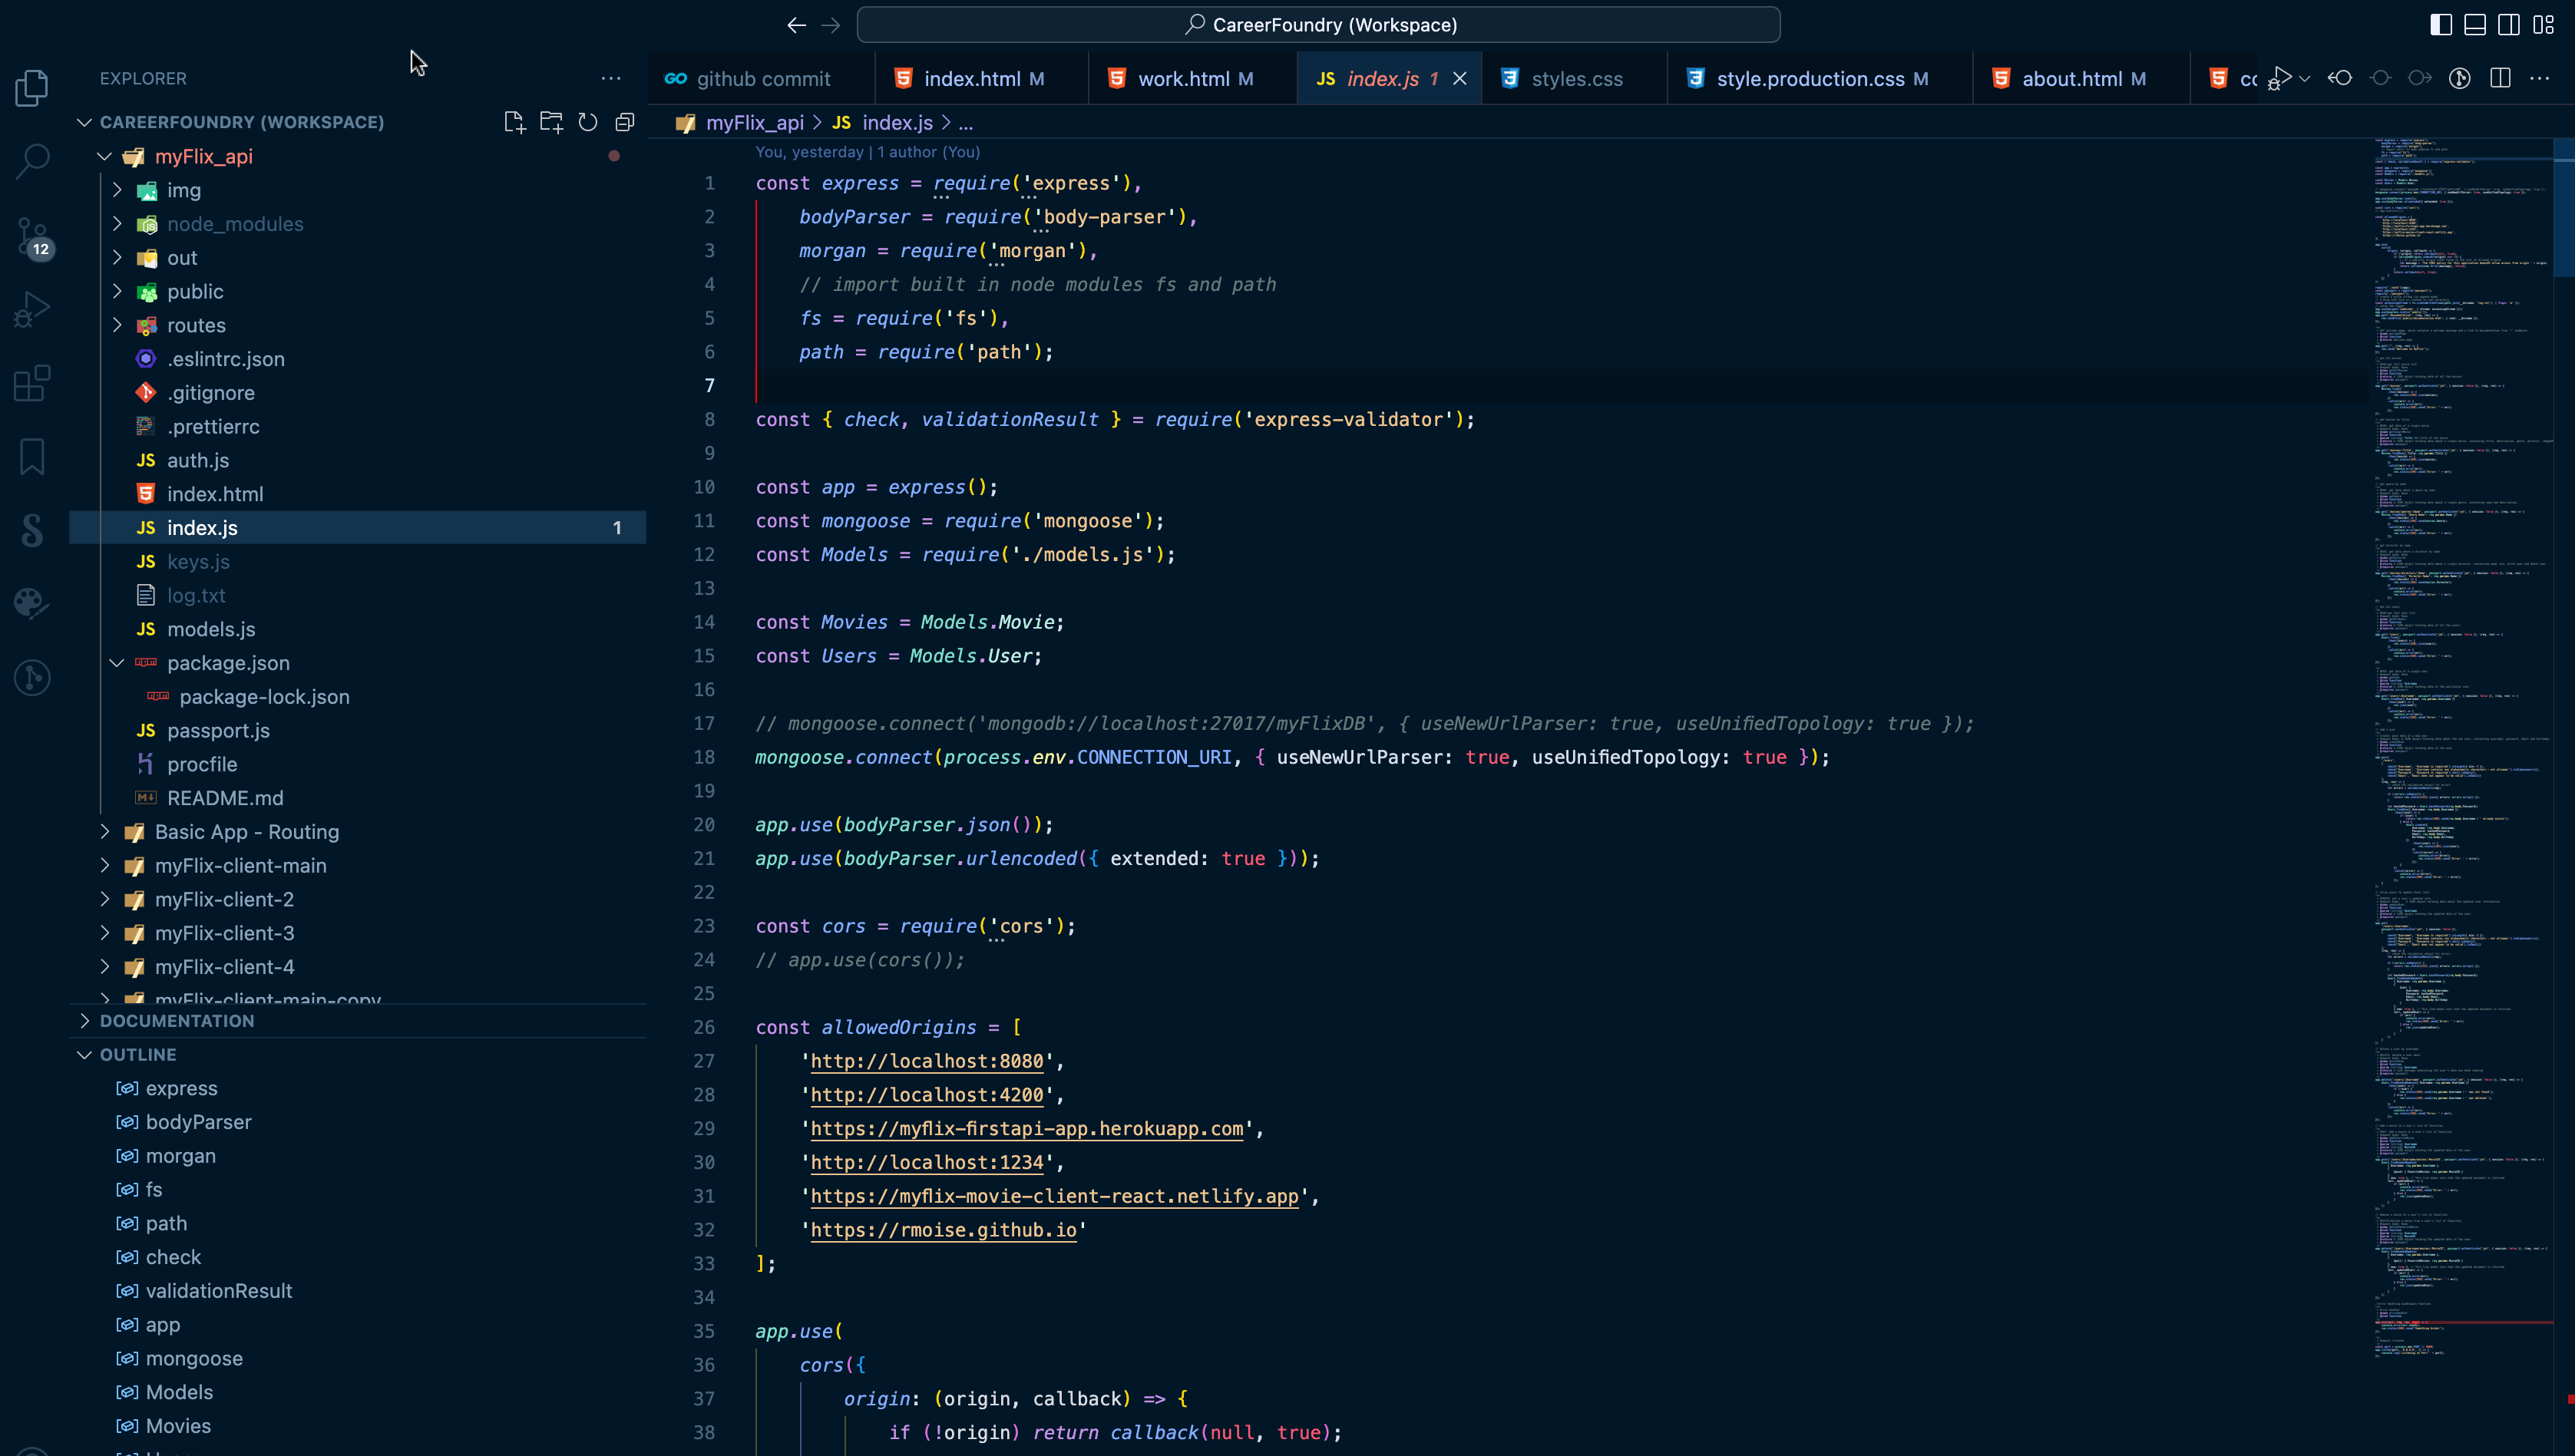 CareerFoundry (Workspace)
EXPLORER
GO github commit
index.html M
work.html M
JS index.js 1
styles.css
style.production.css M
about.html M
CAREERFOUNDRY (WORKSPACE)
myFlix_api
img
node_modules
out
public
routes
.eslintrc.json
.gitignore
.prettierrc
JS auth.js
index.html
JS index.js 1
JS keys.js
log.txt
JS models.js
package.json
package-lock.json
JS passport.js
procfile
README.md
Basic App - Routing
myFlix-client-main
myFlix-client-2
myFlix-client-3
myFlix-client-4
myFlix-client-main-copy
DOCUMENTATION
OUTLINE
express
bodyParser
morgan
fs
path
check
validationResult
app
mongoose
Models
Movies
12
myFlix_api > JS index.js > ...
You, yesterday | 1 author (You)
1 const express = require('express'),
2 bodyParser = require('body-parser'),
3 morgan = require('morgan'),
4 // import built in node modules fs and path
5 fs = require('fs'),
6 path = require('path');
7
8 const { check, validationResult } = require('express-validator');
9
10 const app = express();
11 const mongoose = require('mongoose');
12 const Models = require('./models.js');
13
14 const Movies = Models.Movie;
15 const Users = Models.User;
16
17 // mongoose.connect('mongodb://localhost:27017/myFlixDB', { useNewUrlParser: true, useUnifiedTopology: true });
18 mongoose.connect(process.env.CONNECTION_URI, { useNewUrlParser: true, useUnifiedTopology: true });
19
20 app.use(bodyParser.json());
21 app.use(bodyParser.urlencoded({ extended: true }));
22
23 const cors = require('cors');
24 // app.use(cors());
25
26 const allowedOrigins = [
27 'http://localhost:8080',
28 'http://localhost:4200',
29 'https://myflix-firstapi-app.herokuapp.com',
30 'http://localhost:1234',
31 'https://myflix-movie-client-react.netlify.app',
32 'https://rmoise.github.io'
33 ];
34
35 app.use(
36 cors({
37 origin: (origin, callback) => {
38 if (!origin) return callback(null, true);